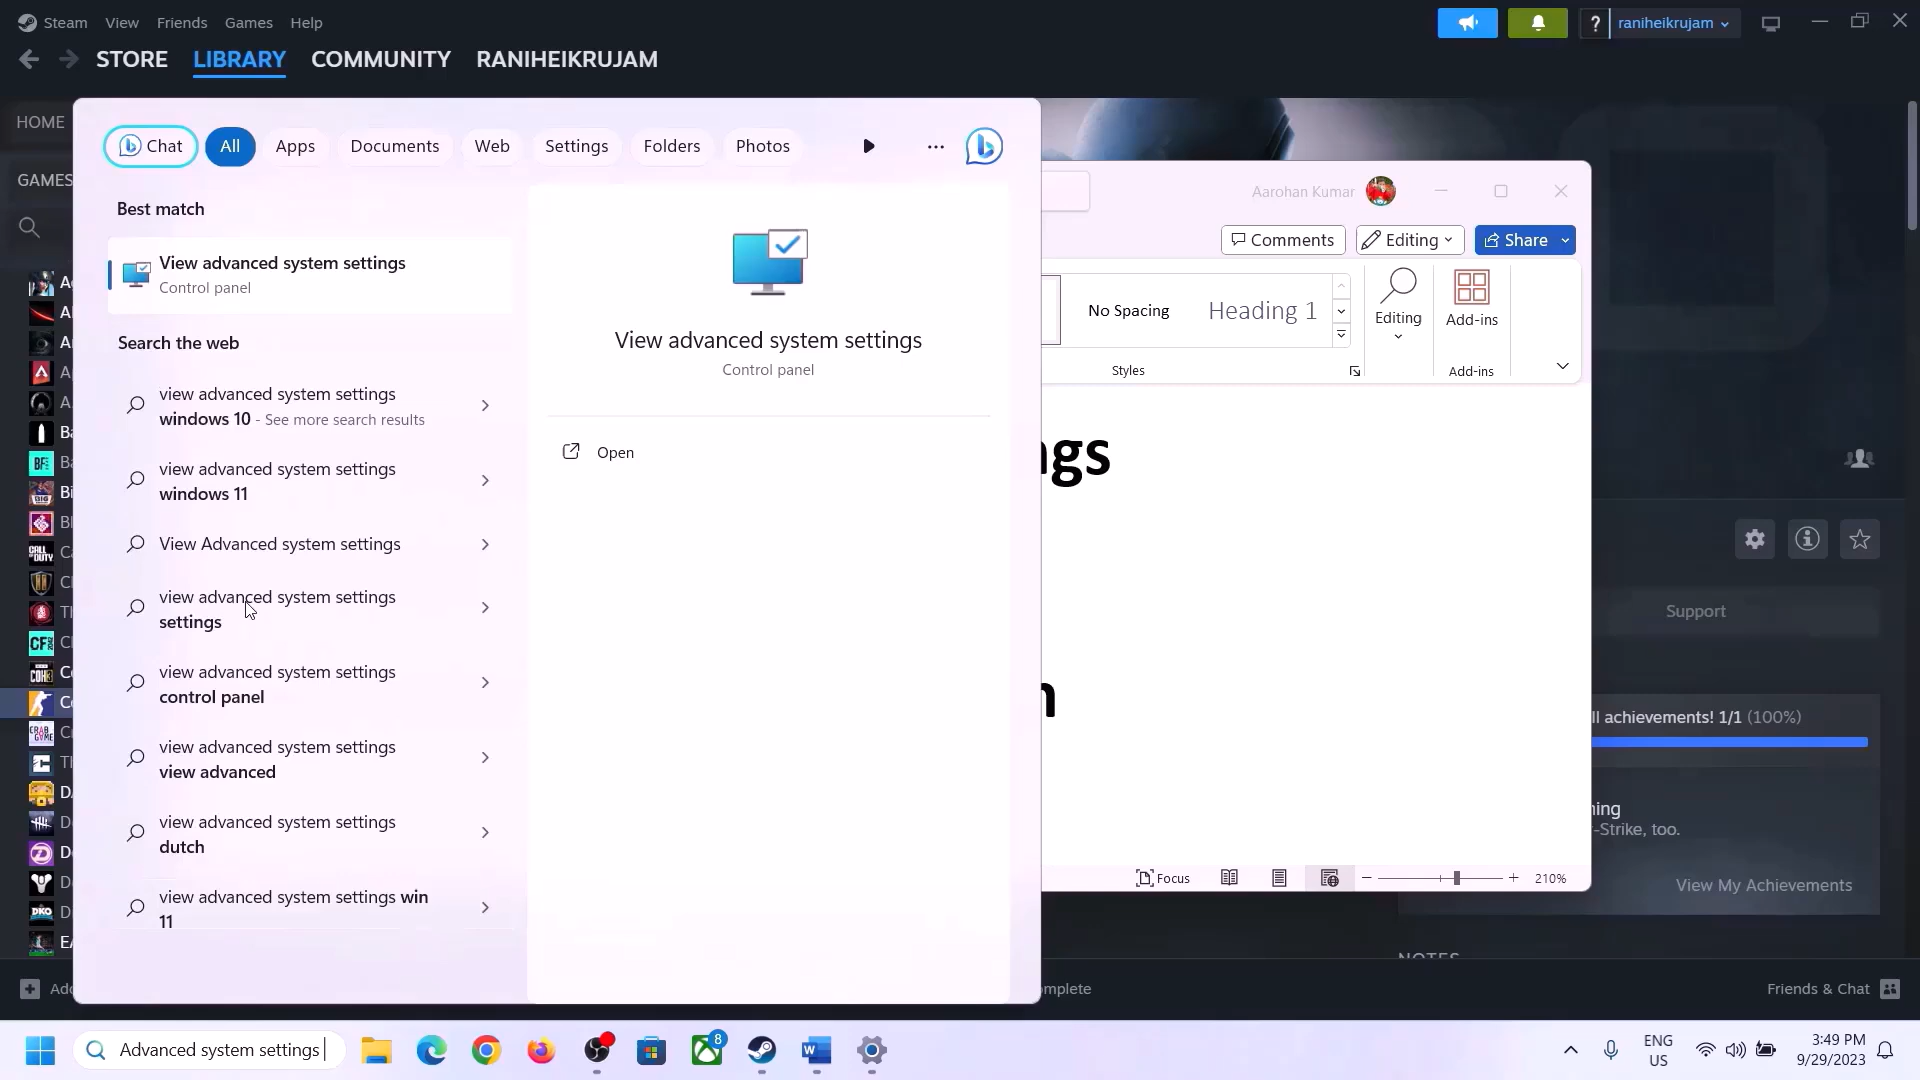 Steam View Friends Games Help
raniheikrujam
STORE LIBRARY COMMUNITY RANIHEIKRUJAM
HOME
GAMES
Chat All Apps Documents Web Settings Folders Photos
Best match
View advanced system settings
Control panel
Search the web
view advanced system settings
windows 10 - See more search results
view advanced system settings
windows 11
View Advanced system settings
view advanced system settings
settings
view advanced system settings
control panel
view advanced system settings
view advanced
view advanced system settings
dutch
view advanced system settings win
11
View advanced system settings
Control panel
Open
Aarohan Kumar
Comments Editing Share
No Spacing Heading 1
Editing
Add-ins
Styles
Add-ins
ngs
n
Focus
210%
Support
ll achievements! 1/1 (100%)
ning
-Strike, too.
View My Achievements
NOTES
Add
mplete
Friends & Chat
Advanced system settings
8
ENG
US
3:49 PM
9/29/2023